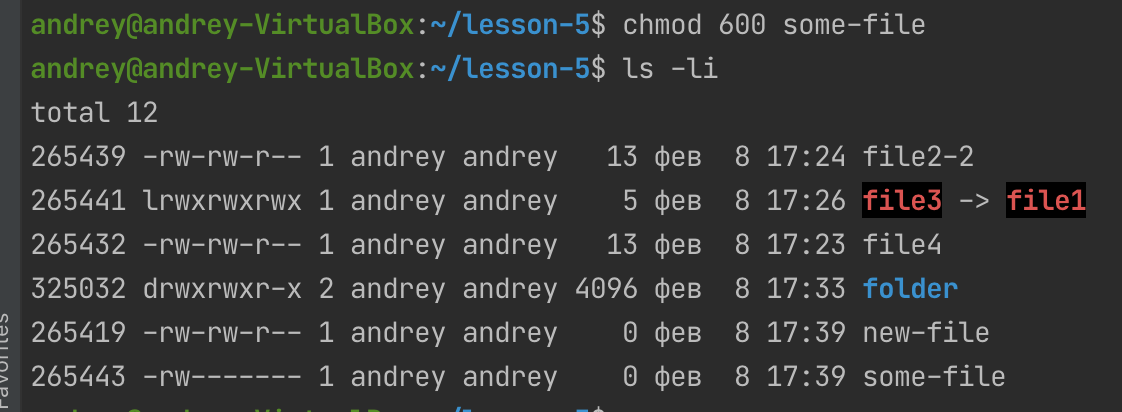 andrey@andrey-VirtualBox:~/lesson-5$ chmod 600 some-file
andrey@andrey-VirtualBox:~/lesson-5$ ls -li
total 12
265439 -rw-rw-r-- 1 andrey andrey   13 фев  8 17:24 file2-2
265441 lrwxrwxrwx 1 andrey andrey    5 фев  8 17:26 file3 -> file1
265432 -rw-rw-r-- 1 andrey andrey   13 фев  8 17:23 file4
325032 drwxrwxr-x 2 andrey andrey 4096 фев  8 17:33 folder
265419 -rw-rw-r-- 1 andrey andrey    0 фев  8 17:39 new-file
265443 -rw------- 1 andrey andrey    0 фев  8 17:39 some-file
Favorites